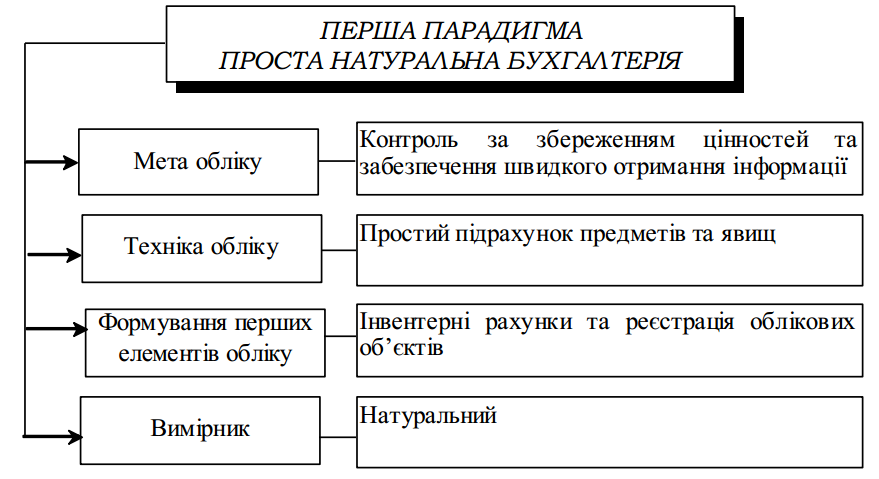 ПЕРША ПАРАДИГМА
ПРОСТА НАТУРАЛЬНА БУХГАЛТЕРІЯ
Мета обліку
Контроль за збереженням цінностей та
забезпечення швидкого отримання інформації
Техніка обліку
Простий підрахунок предметів та явищ
Формування перших
елементів обліку
Інвентерні рахунки та реєстрація облікових
об’єктів
Вимірник
Натуральний